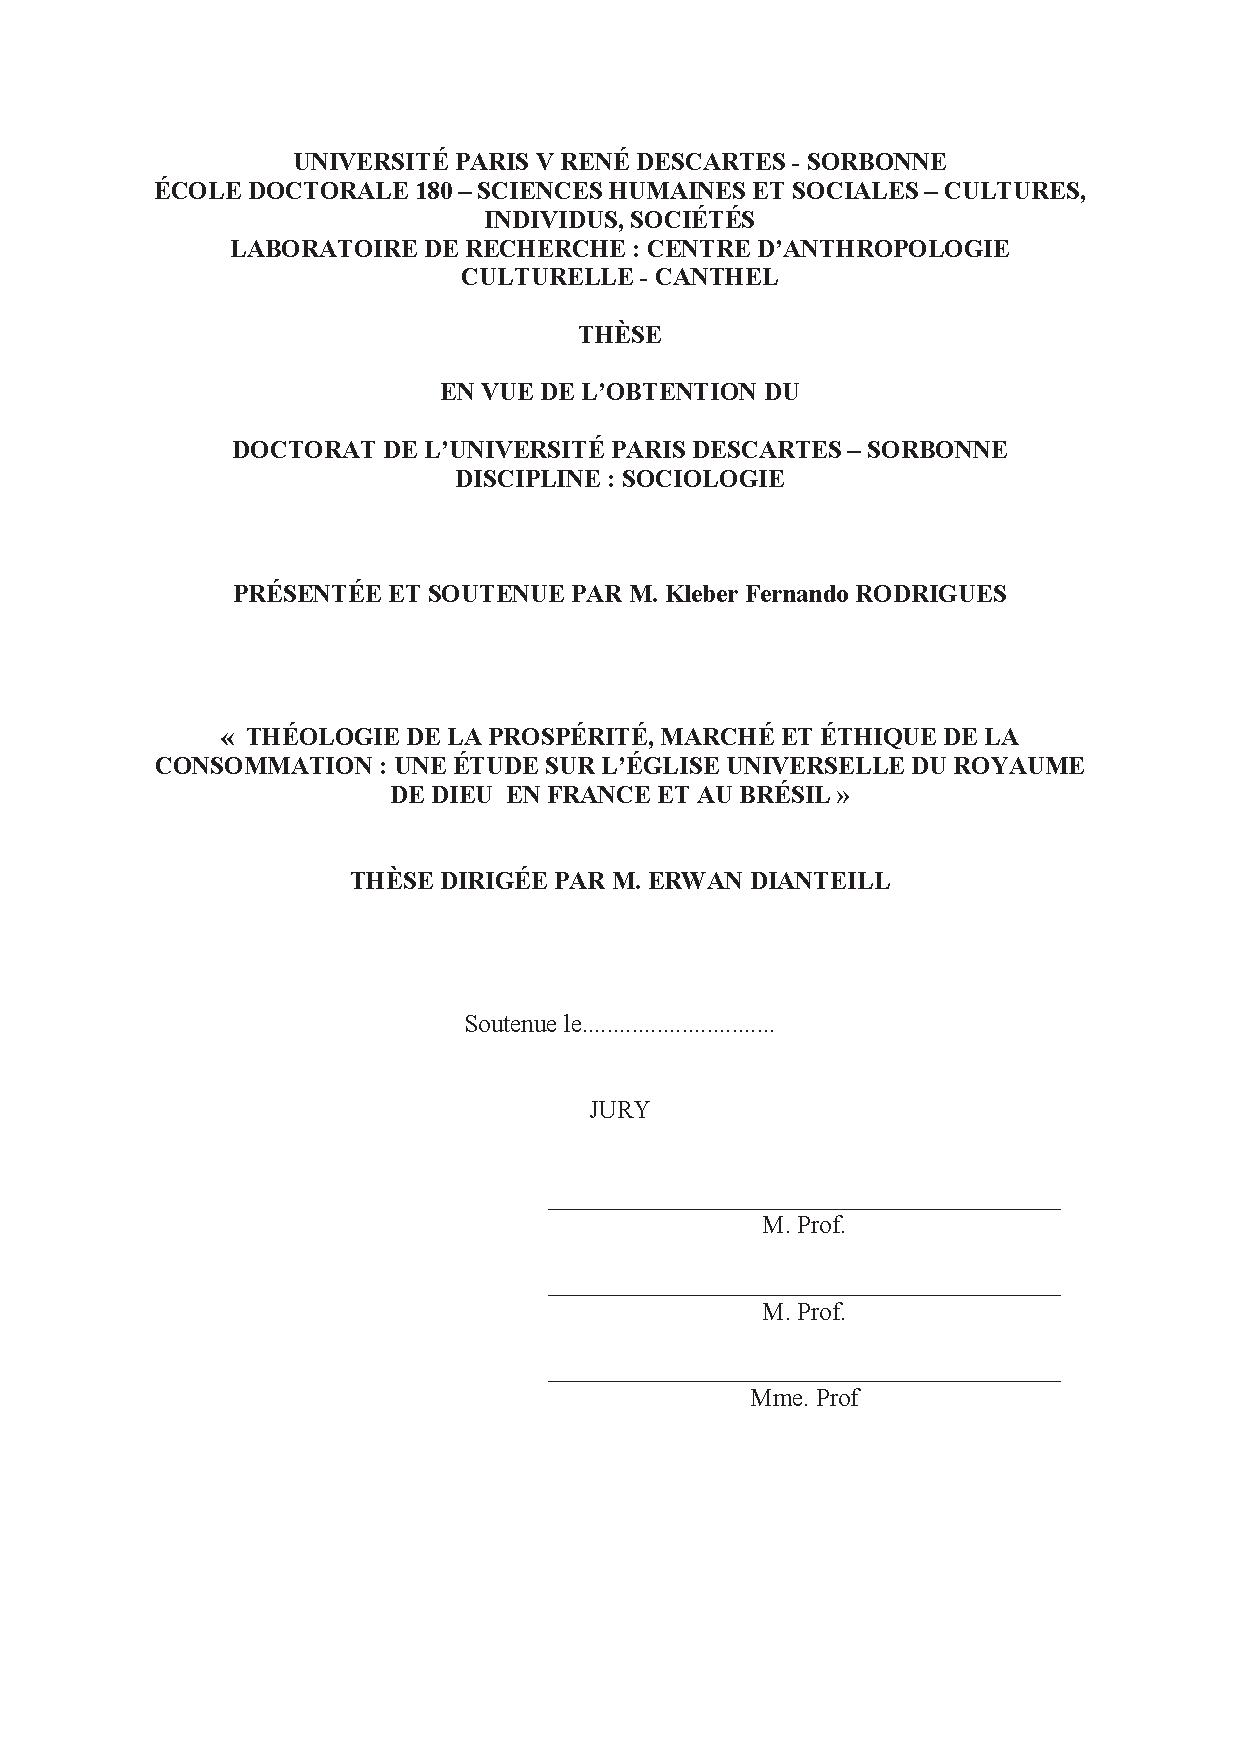 UNIVERSITÉ PARIS V RENÉ DESCARTES - SORBONNE
ÉCOLE DOCTORALE 180 – SCIENCES HUMAINES ET SOCIALES – CULTURES,
INDIVIDUS, SOCIÉTÉS
LABORATOIRE DE RECHERCHE : CENTRE D’ANTHROPOLOGIE
CULTURELLE - CANTHEL
THÈSE
EN VUE DE L’OBTENTION DU
DOCTORAT DE L’UNIVERSITÉ PARIS DESCARTES – SORBONNE
DISCIPLINE : SOCIOLOGIE
PRÉSENTÉE ET SOUTENUE PAR M. Kleber Fernando RODRIGUES
« THÉOLOGIE DE LA PROSPÉRITÉ, MARCHÉ ET ÉTHIQUE DE LA
CONSOMMATION : UNE ÉTUDE SUR L’ÉGLISE UNIVERSELLE DU ROYAUME
DE DIEU EN FRANCE ET AU BRÉSIL »
THÈSE DIRIGÉE PAR M. ERWAN DIANTEILL
Soutenue le...............................
JURY
M. Prof.
M. Prof.
Mme. Prof